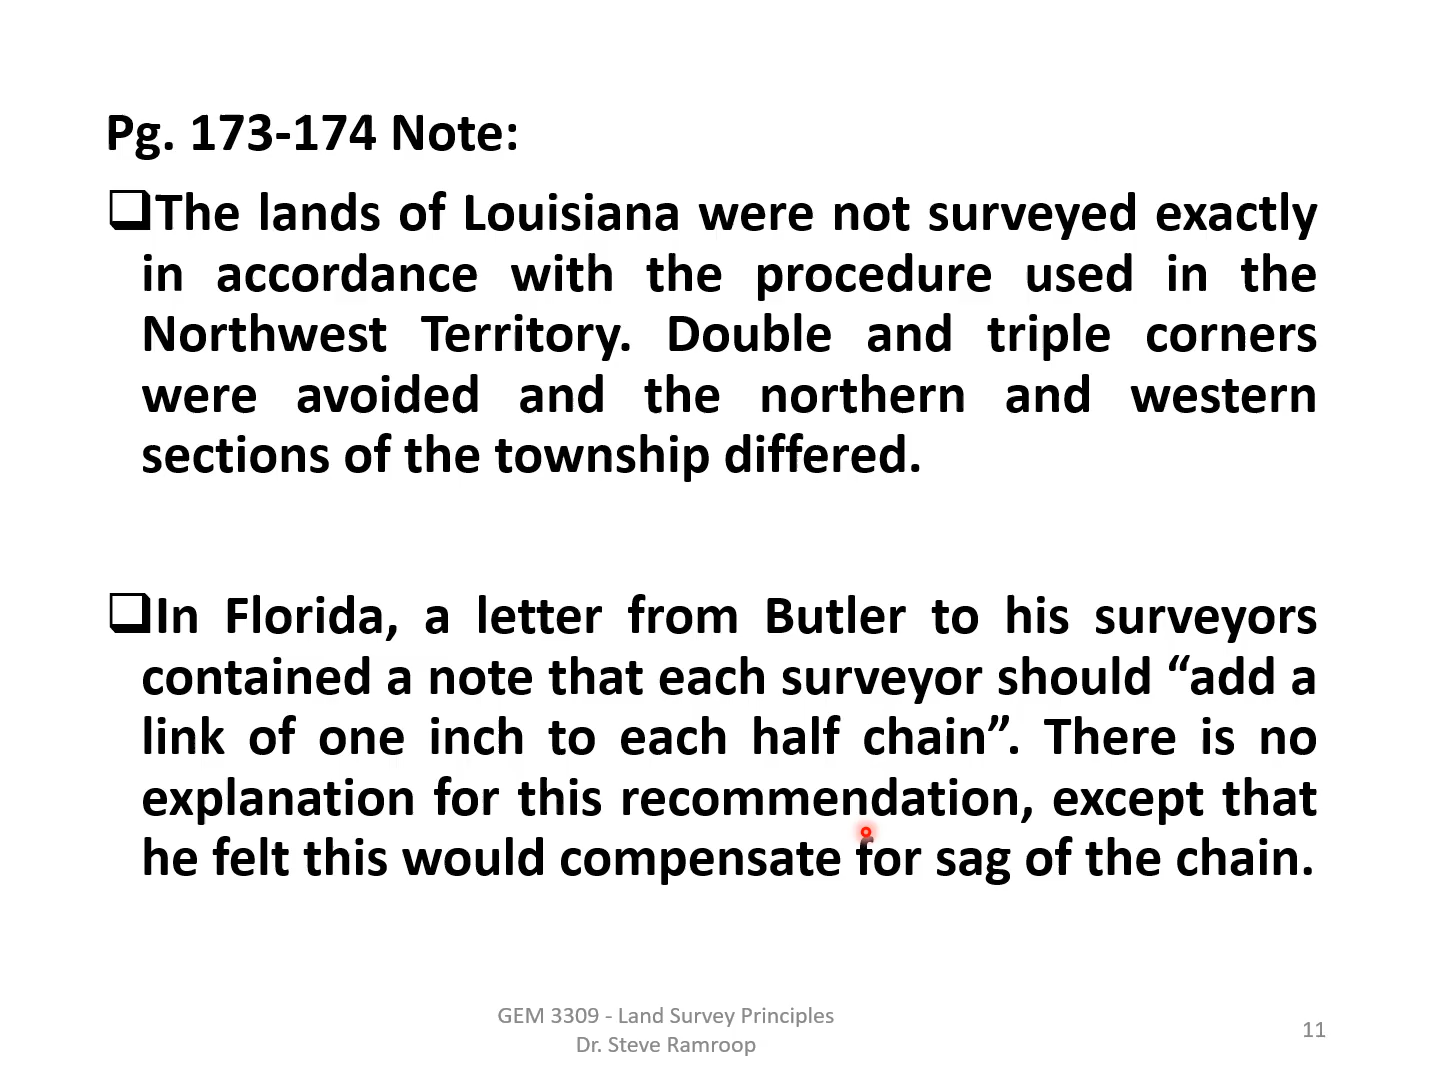 Pg. 173-174 Note:
❑The lands of Louisiana were not surveyed exactly
in accordance with the procedure used in the
Northwest Territory. Double and triple corners
were avoided and the northern and western
sections of the township differed.
❑In Florida, a letter from Butler to his surveyors
contained a note that each surveyor should “add a
link of one inch to each half chain”. There is no
explanation for this recommendation, except that
he felt this would compensate for sag of the chain.
GEM 3309 - Land Survey Principles
Dr. Steve Ramroop
11